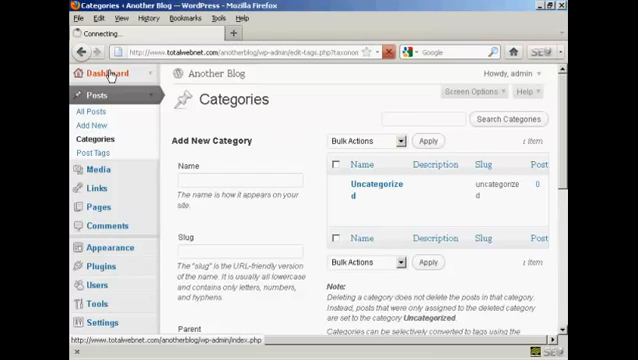 Categories ‹ Another Blog — WordPress - Mozilla Firefox
File Edit View History Bookmarks Tools Help
Connecting...
http://www.totalwebnet.com/anotherblog/wp-admin/edit-tags.php?taxonom
Google
SEO
Dashboard
Another Blog
Howdy, admin
Posts
Screen Options
Help
All Posts
Add New
Categories
Post Tags
Media
Links
Pages
Comments
Appearance
Plugins
Users
Tools
Settings
Categories
Search Categories
Add New Category
Name
The name is how it appears on your
site.
Slug
The "slug" is the URL-friendly version
of the name. It is usually all lowercase
and contains only letters, numbers,
and hyphens.
Parent
Bulk Actions
Apply
1 item
Name Description Slug Post
Uncategorize
d
uncategorize
d
0
Name Description Slug Post
Bulk Actions
Apply
1 item
Note:
Deleting a category does not delete the posts in that category.
Instead, posts that were only assigned to the deleted category
are set to the category Uncategorized.
Categories can be selectively converted to tags using the
http://www.totalwebnet.com/anotherblog/wp-admin/index.php
SEO